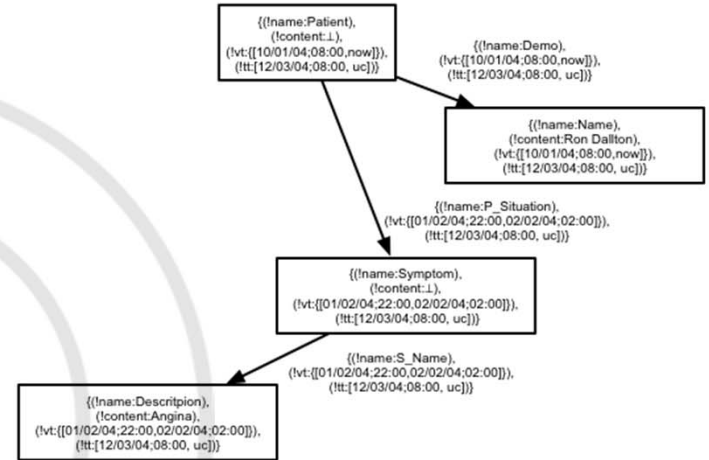 {(!name:Patient),
(!content:⊥),
(!vt:{[10/01/04;08:00,now]}),
(!tt:[12/03/04;08:00, uc])}
{(!name:Demo),
(!vt:{[10/01/04;08:00,now]}),
(!tt:[12/03/04;08:00, uc])}
{(!name:Name),
(!content:Ron Dallton),
(!vt:{[10/01/04;08:00,now]}),
(!tt:[12/03/04;08:00, uc])}
{(!name:P_Situation),
(!vt:{[01/02/04;22:00,02/02/04;02:00]}),
(!tt:[12/03/04;08:00, uc])}
{(!name:Symptom),
(!content:⊥),
(!vt:{[01/02/04;22:00,02/02/04;02:00]}),
(!tt:[12/03/04;08:00, uc])}
{(!name:S_Name),
(!vt:{[01/02/04;22:00,02/02/04;02:00]}),
(!tt:[12/03/04;08:00, uc])}
{(!name:Descritpion),
(!content:Angina),
(!vt:{[01/02/04;22:00,02/02/04;02:00]}),
(!tt:[12/03/04;08:00, uc])}